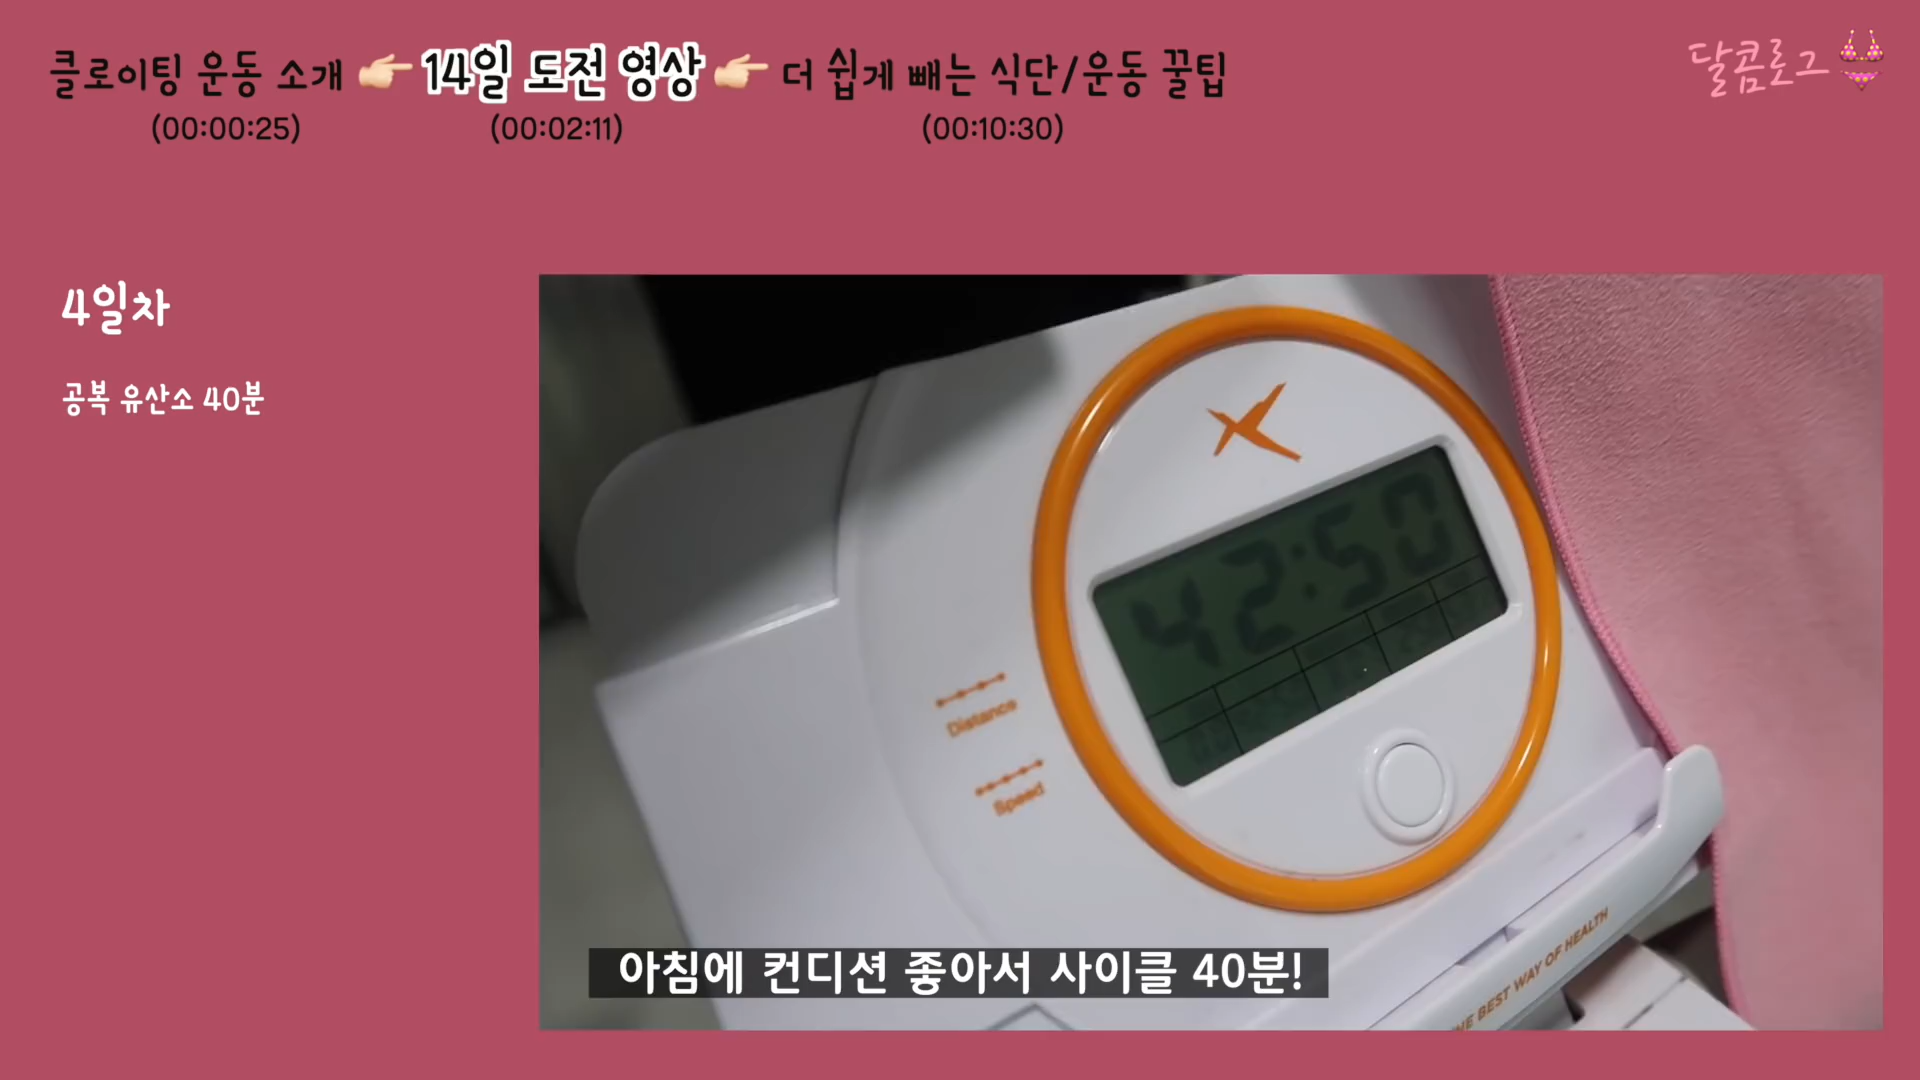 클로이팅 운동 소개 👉🏻 14일 도전 영상 👉🏻 더 쉽게 빼는 식단/운동 꿀팁
(00:00:25) (00:02:11) (00:10:30)
달콤로그
4일차
공복 유산소 40분
42:50
Distance
Speed
THE BEST WAY OF HEALTH
아침에 컨디션 좋아서 사이클 40분!